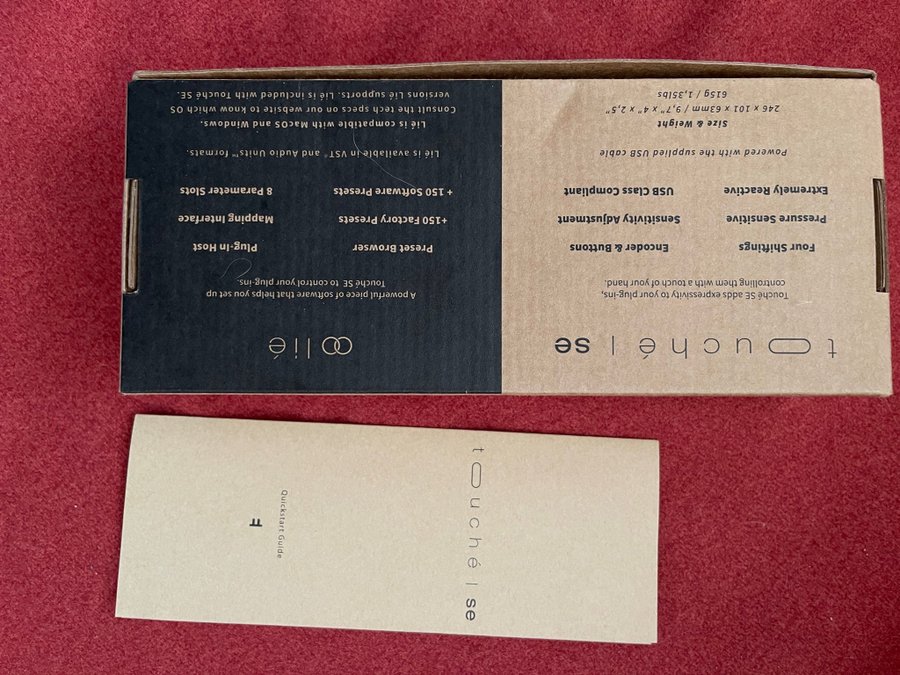 touché | se
Touché SE adds expressivity to your plug-ins,
controlling them with a touch of your hand.
Four Shiftings Encoder & Buttons
Pressure Sensitive Sensitivity Adjustment
Extremely Reactive USB Class Compliant
Powered with the supplied USB cable
Size & Weight
246 x 101 x 63mm / 9,7" x 4" x 2,5"
615g / 1,35lbs
lié
A powerful piece of software that helps you set up
Touché SE to control your plug-ins.
Preset Browser Plug-In Host
+150 Factory Presets Mapping Interface
+ 150 Software Presets 8 Parameter Slots
Lié is available in VST® and Audio Units™ formats.
Lié is compatible with MacOS and Windows.
Consult the tech specs on our website to know which OS
versions Lié supports. Lié is included with Touché SE.
touché | se
Quickstart Guide